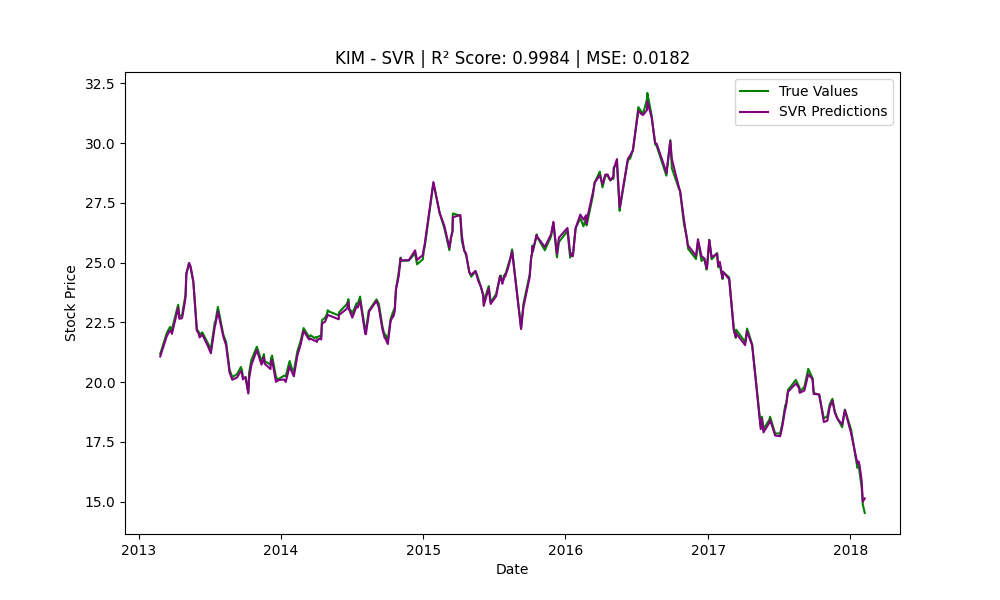 KIM - SVR | R² Score: 0.9984 | MSE: 0.0182
True Values
SVR Predictions
Stock Price
32.5
30.0
27.5
25.0
22.5
20.0
17.5
15.0
2013 2014 2015 2016 2017 2018
Date